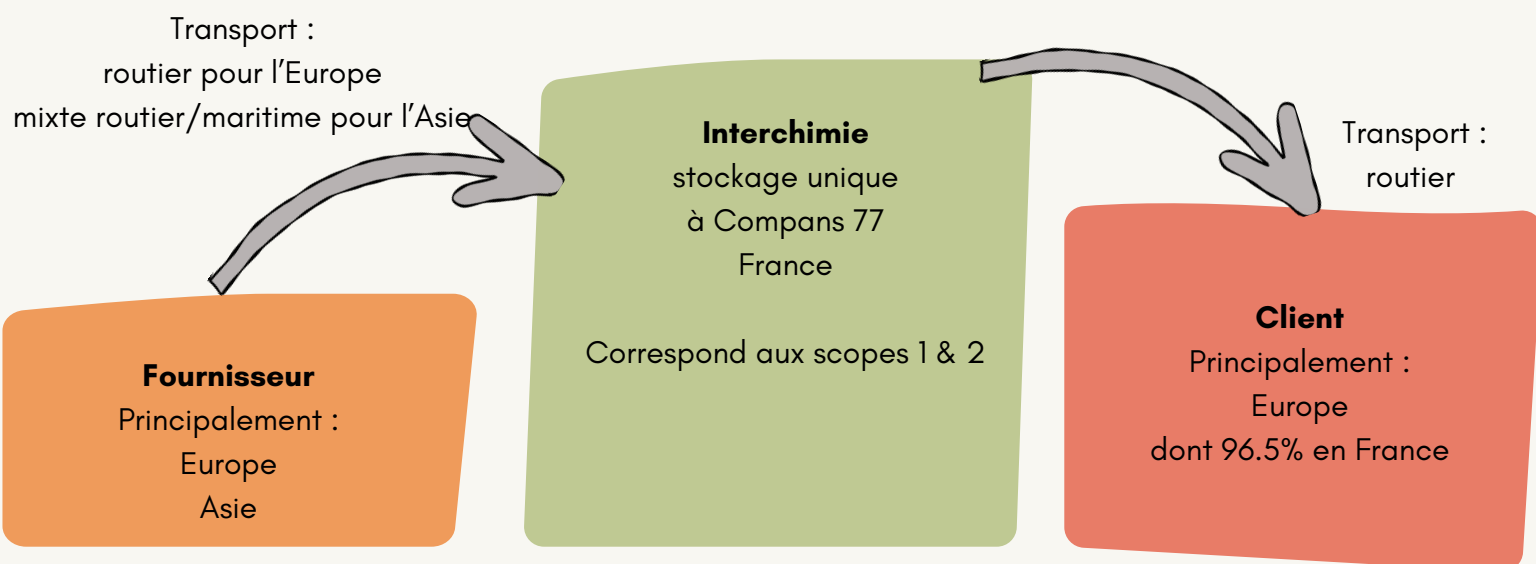 Transport :
routier pour l’Europe
mixte routier/maritime pour l’Asie
Fournisseur
Principalement :
Europe
Asie
Interchimie
stockage unique
à Compans 77
France
Correspond aux scopes 1 & 2
Transport :
routier
Client
Principalement :
Europe
dont 96.5% en France